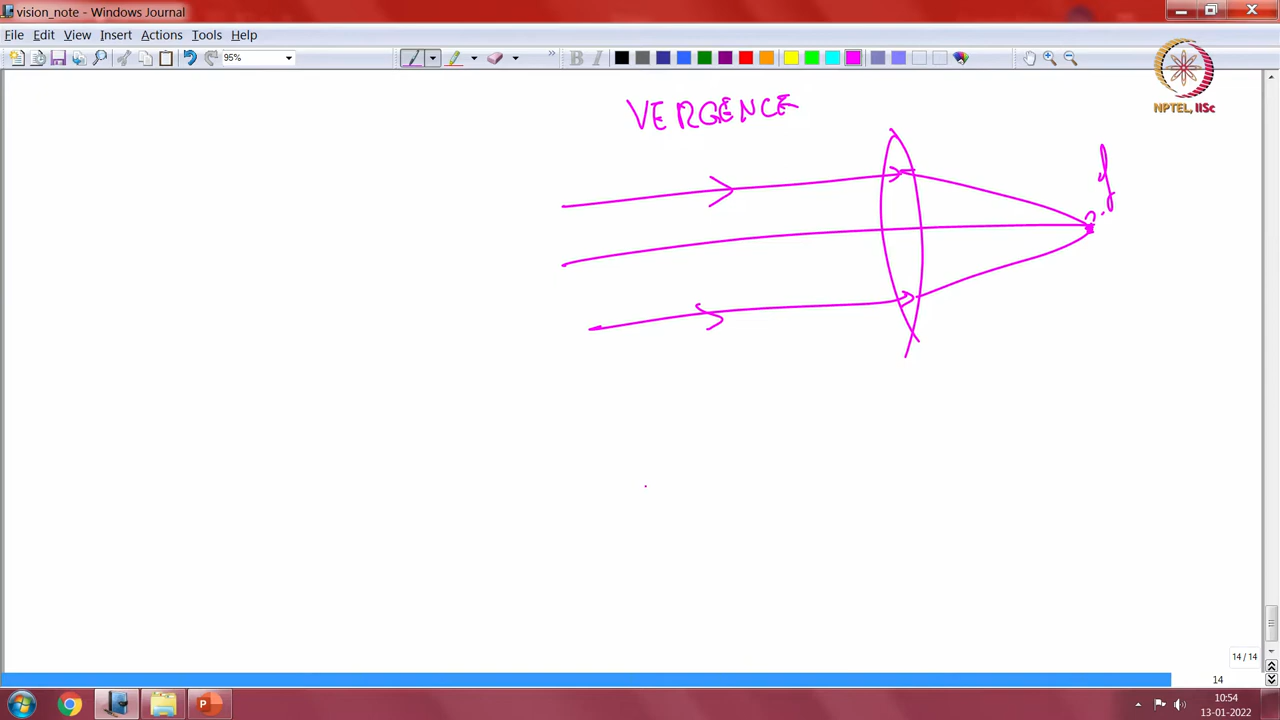 vision_note - Windows Journal
File Edit View Insert Actions Tools Help
95%
B I
NPTEL, IISc
VERGENCE
14 / 14
14
10:54
13-01-2022